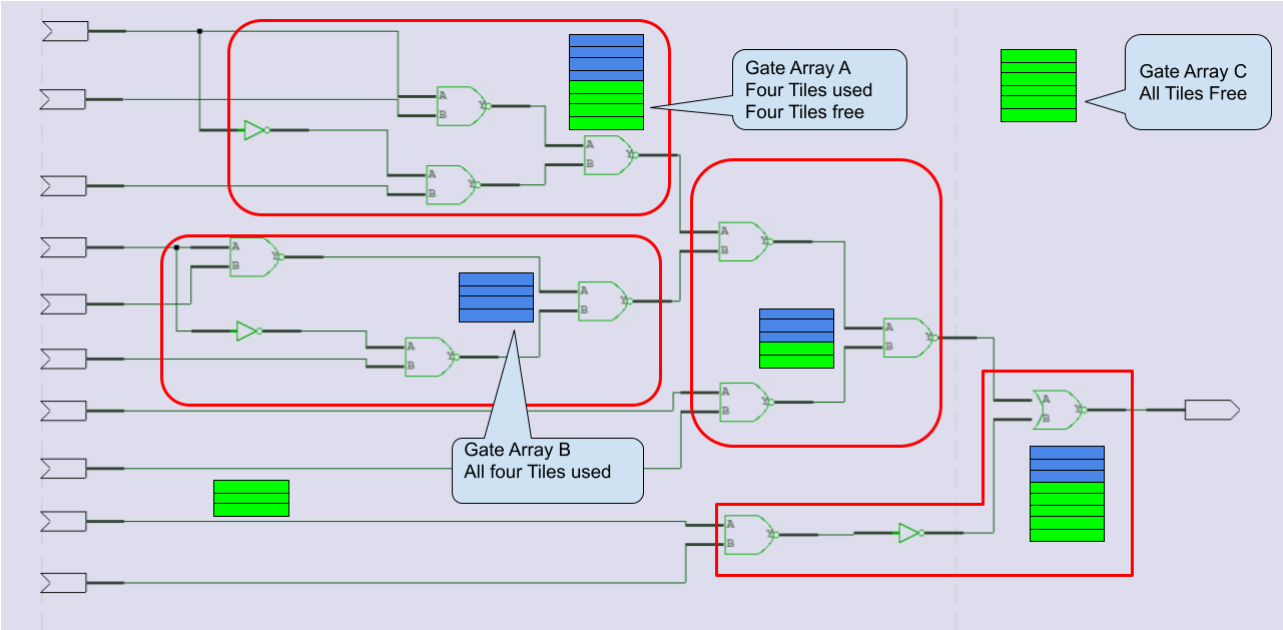 Gate Array A
Four Tiles used
Four Tiles free
Gate Array C
All Tiles Free
A
B
Y
A
B
Y
A
B
Y
A
B
Y
A
B
Y
A
B
Y
A
B
Y
A
B
Y
A
B
Y
A
B
Y
Gate Array B
All four Tiles used
A
B
Y